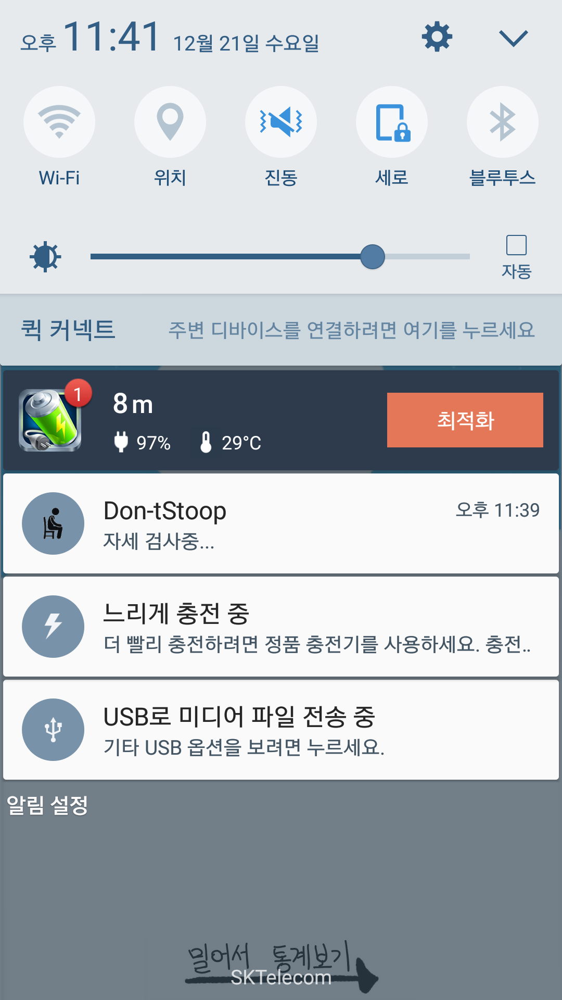 오후 11:41 12월 21일 수요일
Wi-Fi 위치 진동 세로 블루투스
자동
퀵 커넥트 주변 디바이스를 연결하려면 여기를 누르세요
1
8 m
97% 29°C
최적화
Don-tStoop 오후 11:39
자세 검사중...
느리게 충전 중
더 빨리 충전하려면 정품 충전기를 사용하세요. 충전..
USB로 미디어 파일 전송 중
기타 USB 옵션을 보려면 누르세요.
알림 설정
밀어서 통계보기
SKTelecom